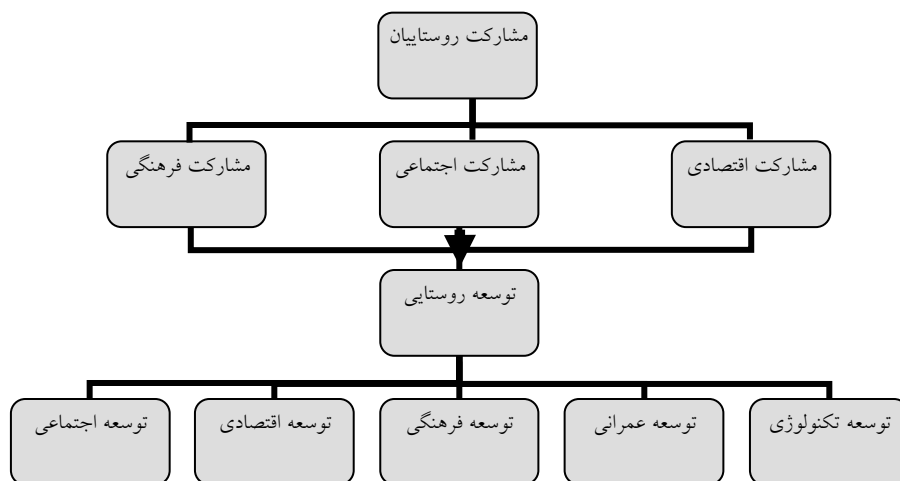 مشارکت روستاییان
مشارکت اقتصادی
مشارکت اجتماعی
مشارکت فرهنگی
توسعه روستایی
توسعه تکنولوژی
توسعه عمرانی
توسعه فرهنگی
توسعه اقتصادی
توسعه اجتماعی